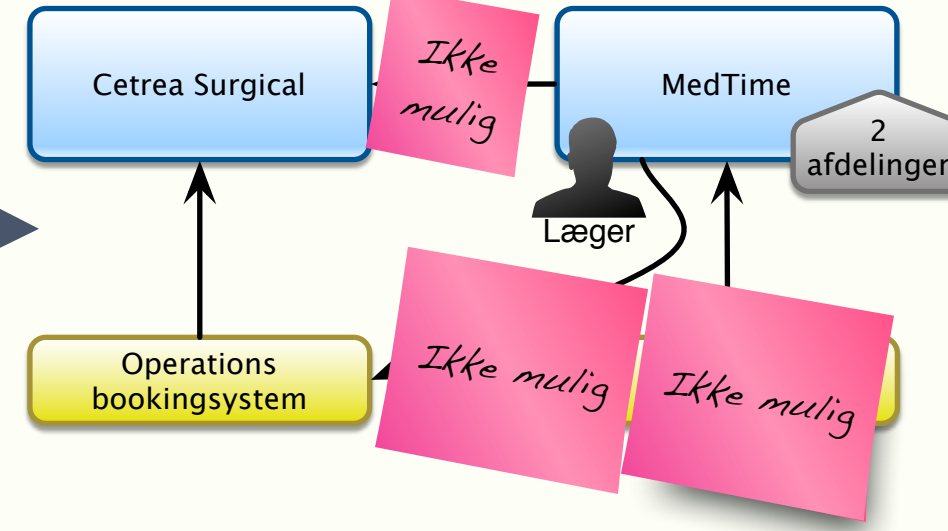 Cetrea Surgical
Ikke
mulig
MedTime
2
afdelinger
Læger
Operations
bookingsystem
Ikke mulig
Ikke mulig